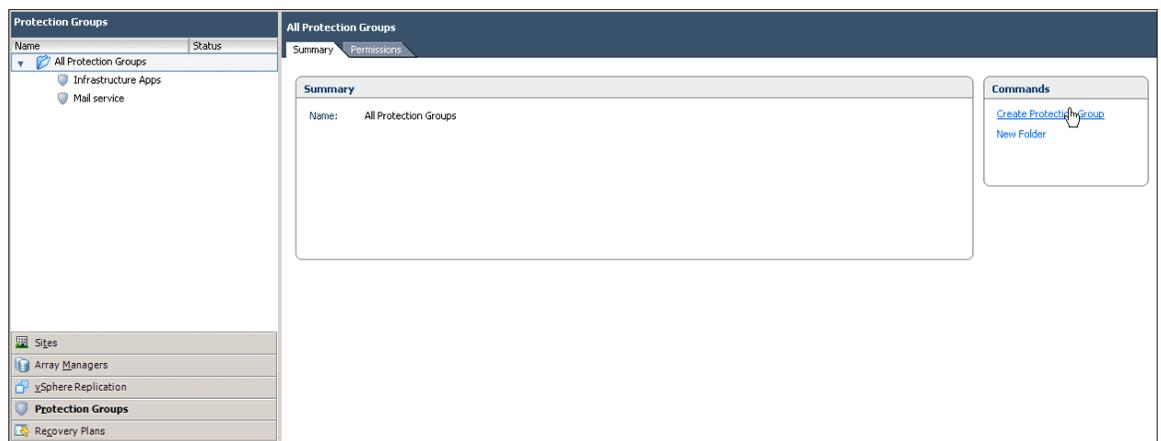 Protection Groups
Name Status
All Protection Groups
Infrastructure Apps
Mail service
Sites
Array Managers
vSphere Replication
Protection Groups
Recovery Plans
All Protection Groups
Summary Permissions
Summary
Name: All Protection Groups
Commands
Create Protection Group
New Folder